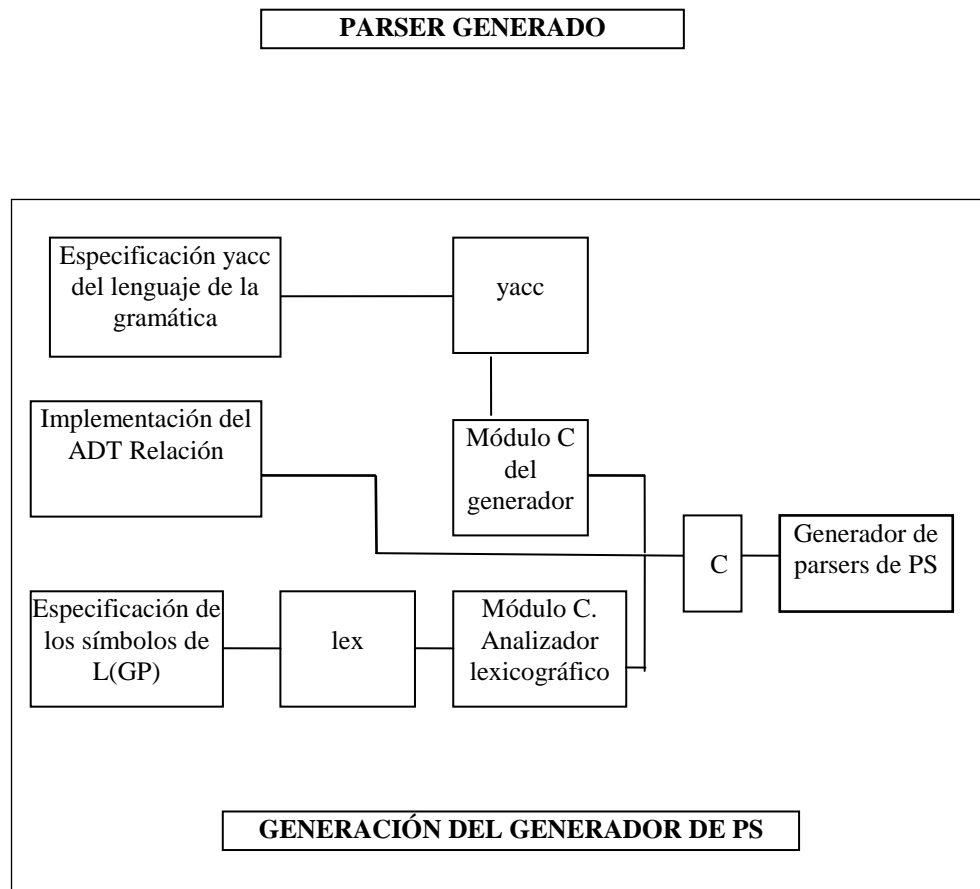 PARSER GENERADO
Especificación yacc
del lenguaje de la
gramática
yacc
Implementación del
ADT Relación
Módulo C
del
generador
C
Generador de
parsers de PS
Especificación de
los símbolos de
L(GP)
lex
Módulo C.
Analizador
lexicográfico
GENERACIÓN DEL GENERADOR DE PS